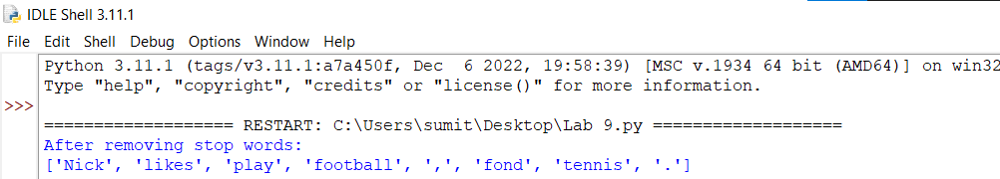 IDLE Shell 3.11.1
File Edit Shell Debug Options Window Help
Python 3.11.1 (tags/v3.11.1:a7a450f, Dec  6 2022, 19:58:39) [MSC v.1934 64 bit (AMD64)] on win32
Type "help", "copyright", "credits" or "license()" for more information.
>>>
=================== RESTART: C:\Users\sumit\Desktop\Lab 9.py ===================
After removing stop words:
['Nick', 'likes', 'play', 'football', ',', 'fond', 'tennis', '.']